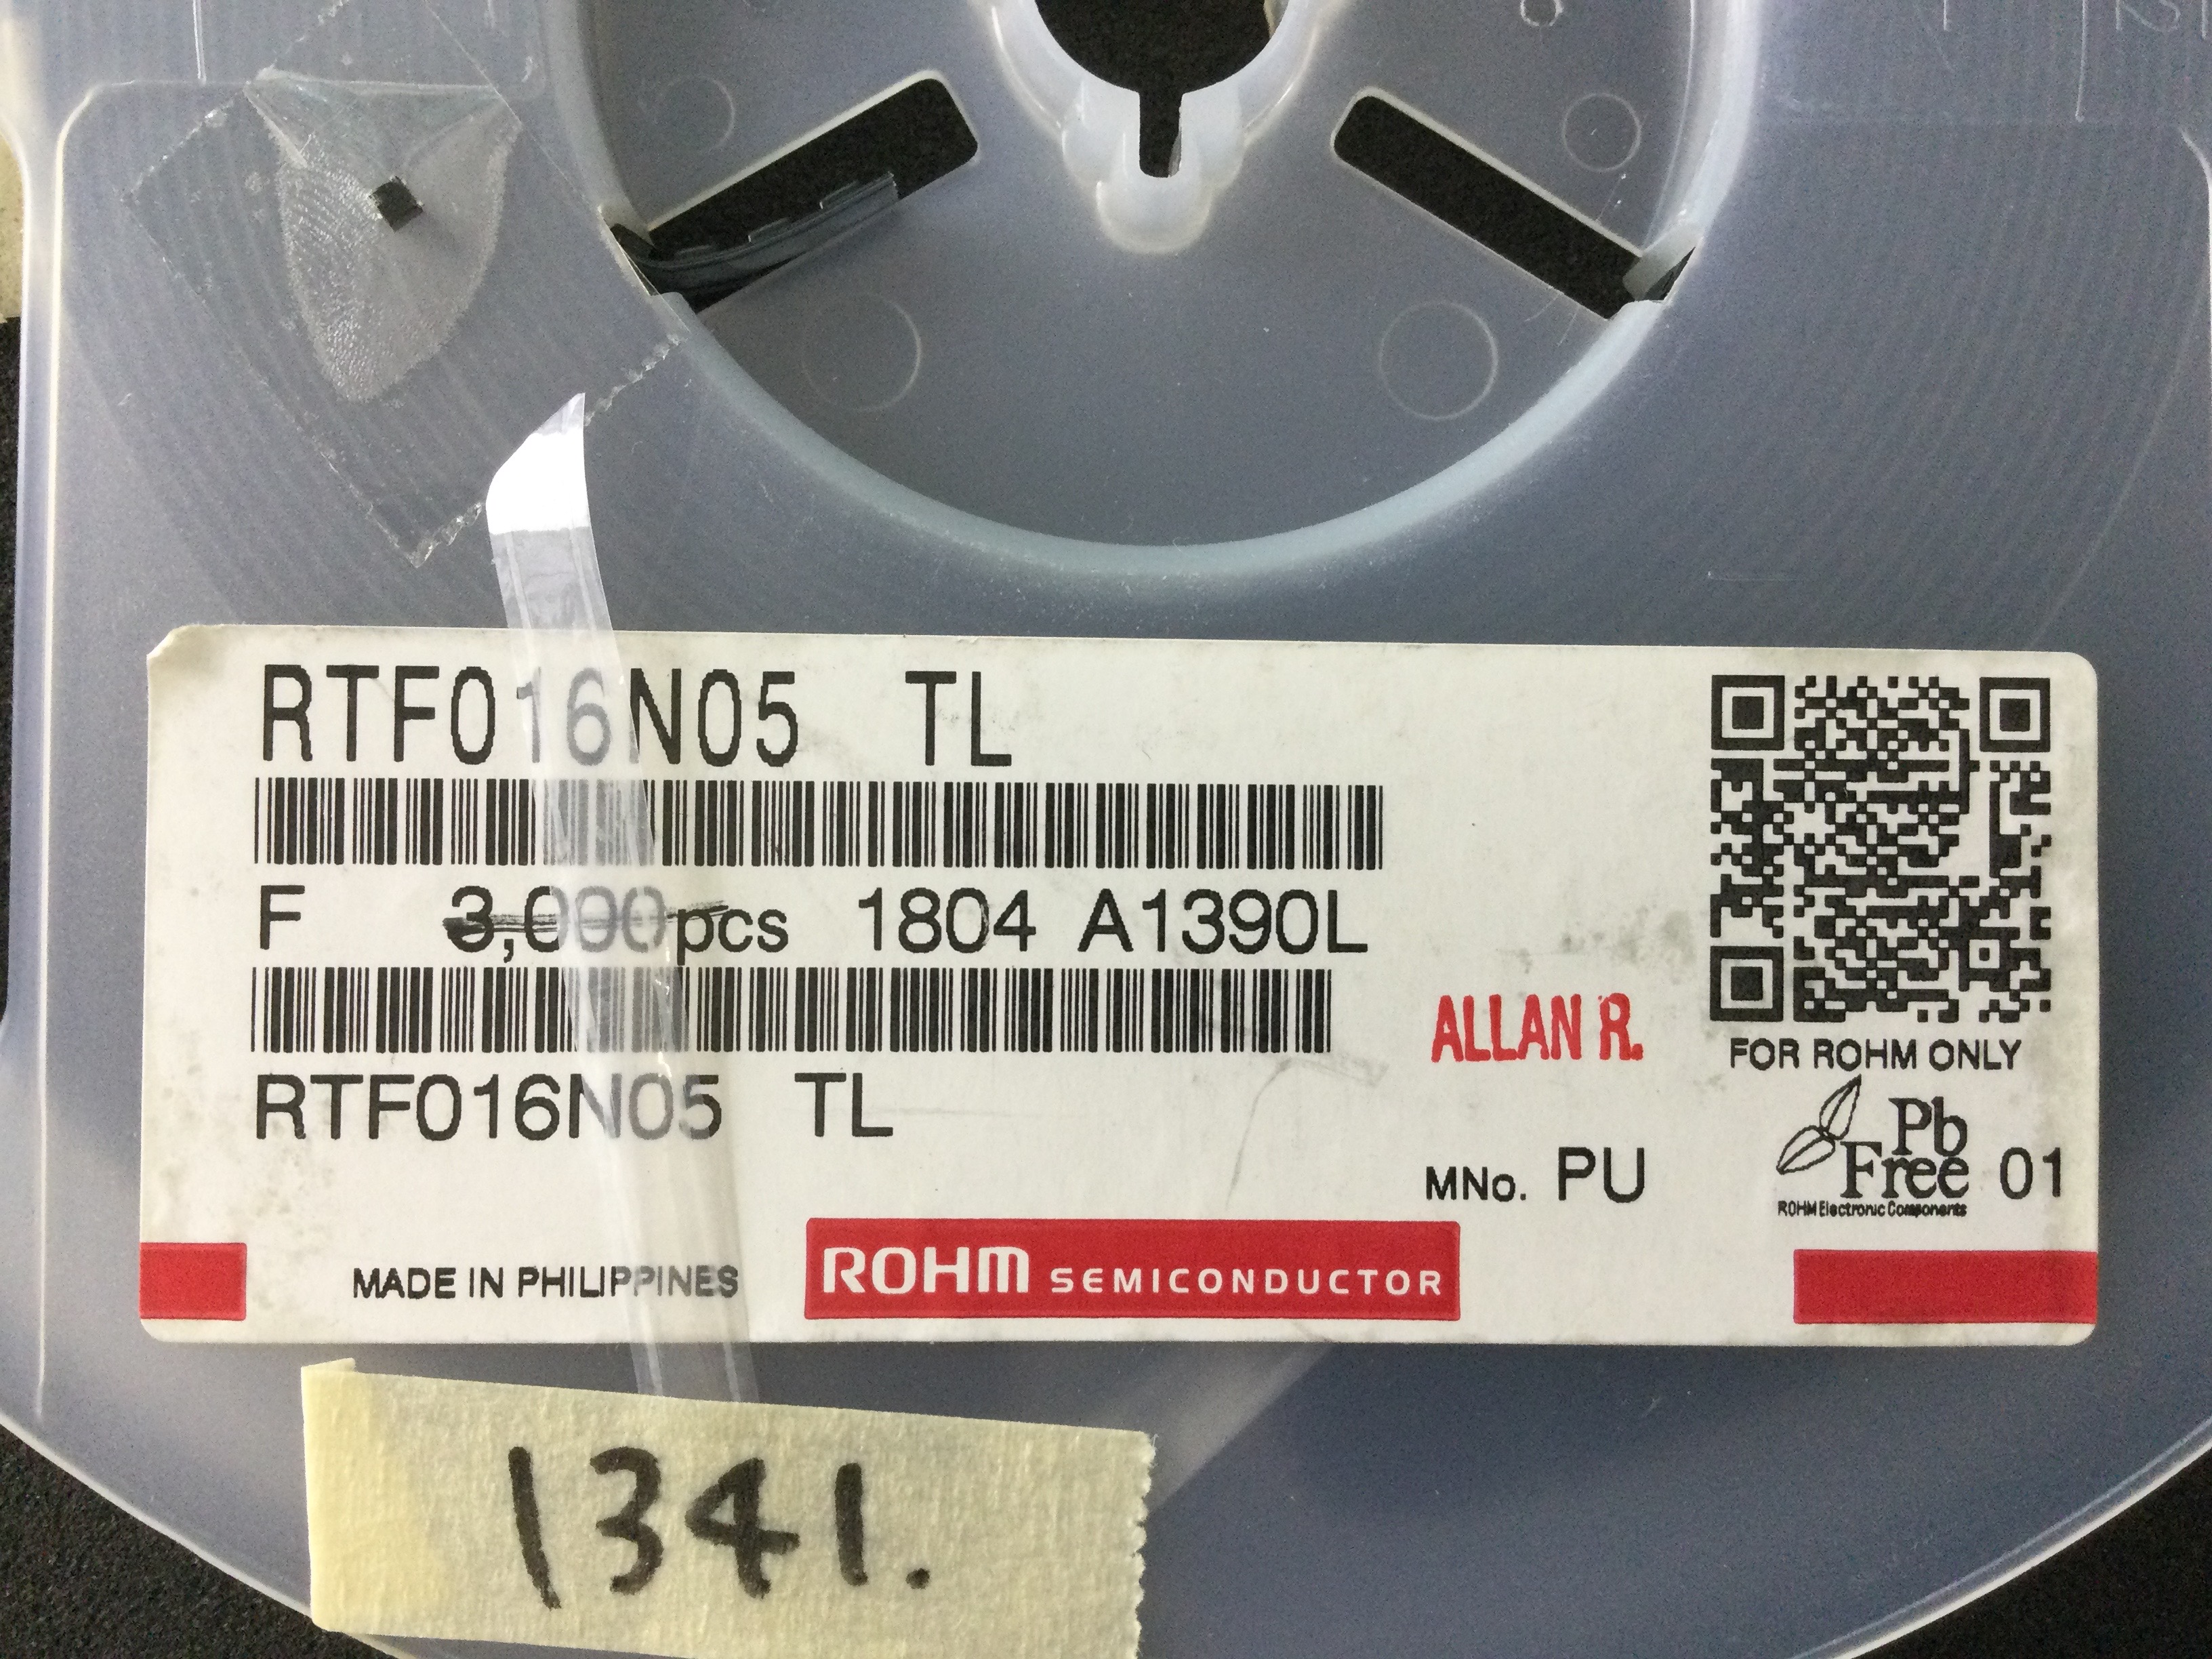 RTF016N05 TL
F 3,000pcs 1804 A1390L
RTF016N05 TL
ALLAN R.
FOR ROHM ONLY
MNo. PU
Pb
Free 01
ROHM Electronic Components
MADE IN PHILIPPINES
ROHM SEMICONDUCTOR
1341.